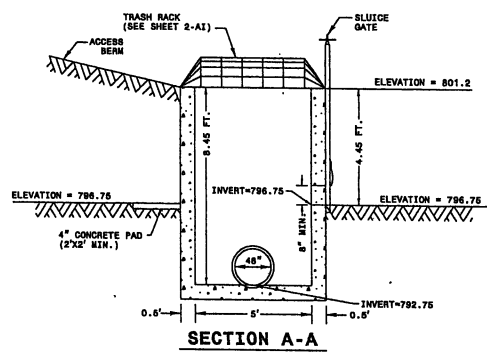 TRASH RACK
(SEE SHEET 2-AI)
SLUICE
GATE
ACCESS
BERM
ELEVATION = 801.2
8.45 FT.
4.45 FT.
INVERT=796.75
ELEVATION = 796.75
ELEVATION = 796.75
8" MIN.
4" CONCRETE PAD
(2'X2' MIN.)
48"
INVERT=792.75
0.5'
5'
0.5'
SECTION A-A